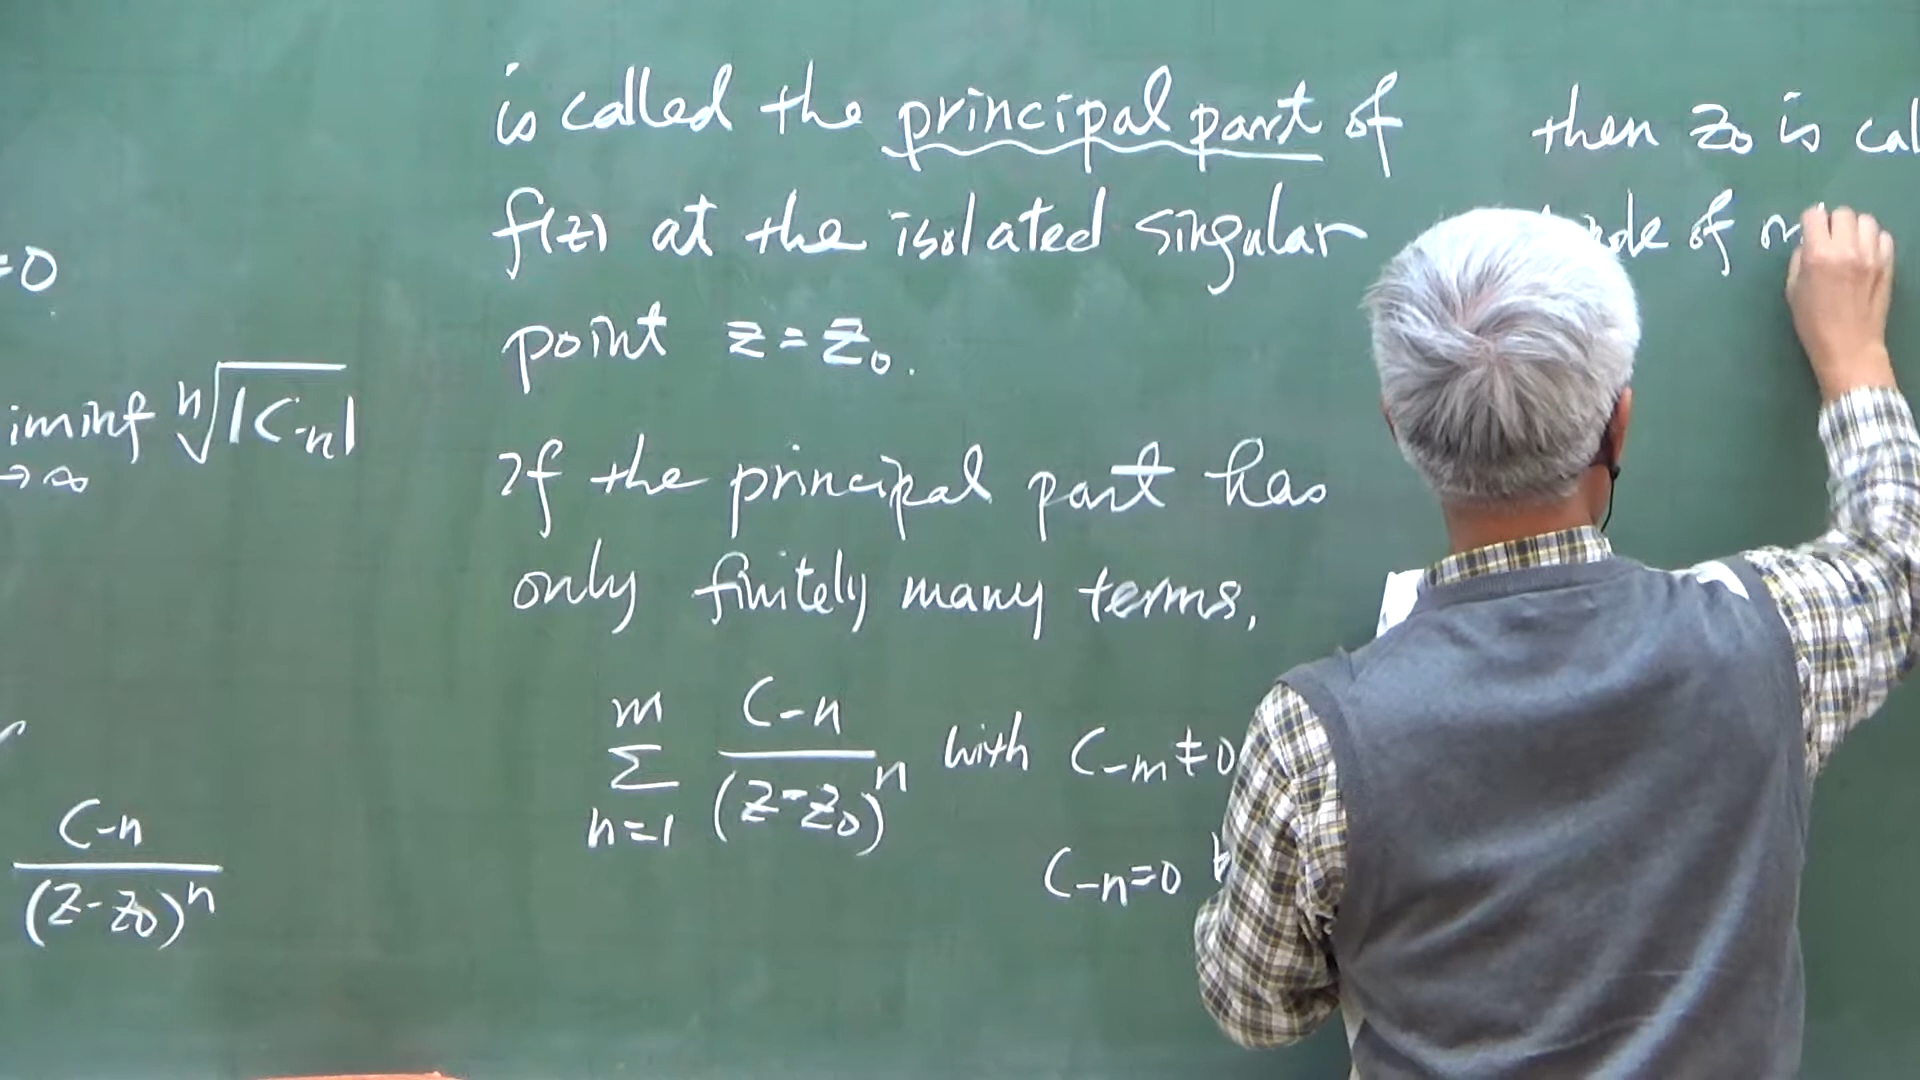 =0
iminf ⁿ√|C-n|
→∞
C-n
(z-z₀)ⁿ
is called the principal part of
f(z) at the isolated singular
point z=z₀.
If the principal part has
only finitely many terms,
m
∑ C-n/(z-z₀)ⁿ with C-m≠0
n=1
C-n=0
then z₀ is cal
of